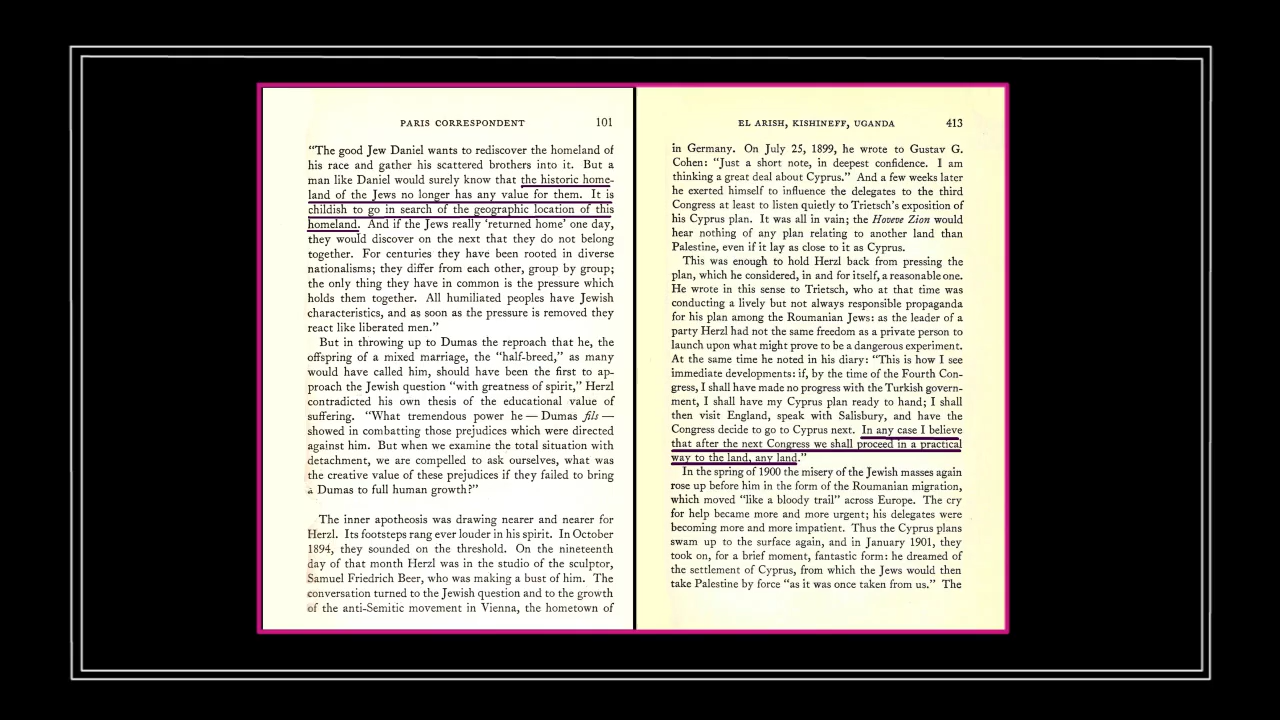 PARIS CORRESPONDENT 101
“The good Jew Daniel wants to rediscover the homeland of
his race and gather his scattered brothers into it. But a
man like Daniel would surely know that the historic home-
land of the Jews no longer has any value for them. It is
childish to go in search of the geographic location of this
homeland. And if the Jews really ‘returned home’ one day,
they would discover on the next that they do not belong
together. For centuries they have been rooted in diverse
nationalisms; they differ from each other, group by group;
the only thing they have in common is the pressure which
holds them together. All humiliated peoples have Jewish
characteristics, and as soon as the pressure is removed they
react like liberated men.”
But in throwing up to Dumas the reproach that he, the
offspring of a mixed marriage, the “half-breed,” as many
would have called him, should have been the first to ap-
proach the Jewish question “with greatness of spirit,” Herzl
contradicted his own thesis of the educational value of
suffering. “What tremendous power he — Dumas fils —
showed in combatting those prejudices which were directed
against him. But when we examine the total situation with
detachment, we are compelled to ask ourselves, what was
the creative value of these prejudices if they failed to bring
a Dumas to full human growth?”
The inner apotheosis was drawing nearer and nearer for
Herzl. Its footsteps rang ever louder in his spirit. In October
1894, they sounded on the threshold. On the nineteenth
day of that month Herzl was in the studio of the sculptor,
Samuel Friedrich Beer, who was making a bust of him. The
conversation turned to the Jewish question and to the growth
of the anti-Semitic movement in Vienna, the hometown of
EL ARISH, KISHINEFF, UGANDA 413
in Germany. On July 25, 1899, he wrote to Gustav G.
Cohen: “Just a short note, in deepest confidence. I am
thinking a great deal about Cyprus.” And a few weeks later
he exerted himself to influence the delegates to the third
Congress at least to listen quietly to Trietsch’s exposition of
his Cyprus plan. It was all in vain; the Hoveve Zion would
hear nothing of any plan relating to another land than
Palestine, even if it lay as close to it as Cyprus.
This was enough to hold Herzl back from pressing the
plan, which he considered, in and for itself, a reasonable one.
He wrote in this sense to Trietsch, who at that time was
conducting a lively but not always responsible propaganda
for his plan among the Roumanian Jews: as the leader of a
party Herzl had not the same freedom as a private person to
launch upon what might prove to be a dangerous experiment.
At the same time he noted in his diary: “This is how I see
immediate developments: if, by the time of the Fourth Con-
gress, I shall have made no progress with the Turkish govern-
ment, I shall have my Cyprus plan ready to hand; I shall
then visit England, speak with Salisbury, and have the
Congress decide to go to Cyprus next. In any case I believe
that after the next Congress we shall proceed in a practical
way to the land, any land.”
In the spring of 1900 the misery of the Jewish masses again
rose up before him in the form of the Roumanian migration,
which moved “like a bloody trail” across Europe. The cry
for help became more and more urgent; his delegates were
becoming more and more impatient. Thus the Cyprus plans
swam up to the surface again, and in January 1901, they
took on, for a brief moment, fantastic form: he dreamed of
the settlement of Cyprus, from which the Jews would then
take Palestine by force “as it was once taken from us.” The